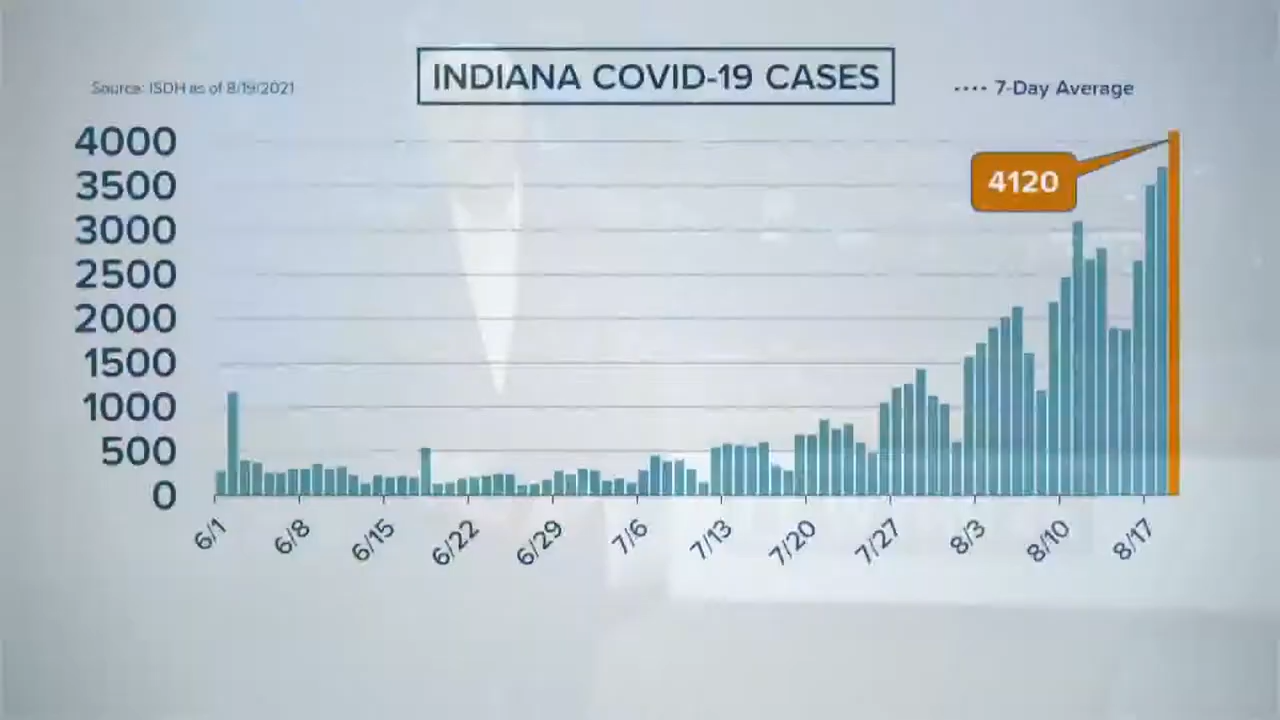 INDIANA COVID-19 CASES
Source: ISDH as of 8/19/2021
7-Day Average
4000
3500
3000
2500
2000
1500
1000
500
0
4120
6/1 6/8 6/15 6/22 6/29 7/6 7/13 7/20 7/27 8/3 8/10 8/17